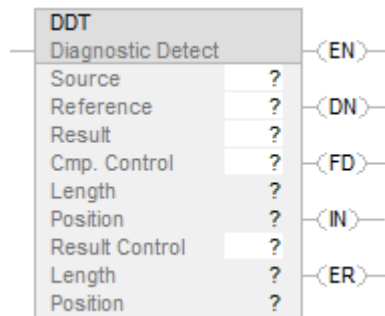 DDT
Diagnostic Detect
EN
Source ?
Reference ?
DN
Result ?
Cmp. Control ?
FD
Length ?
Position ?
IN
Result Control ?
Length ?
ER
Position ?